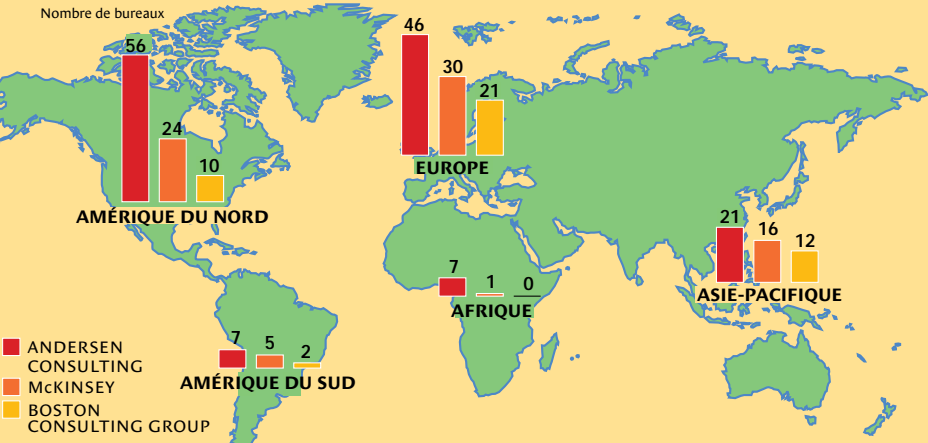 Nombre de bureaux
56
24
10
AMÉRIQUE DU NORD
46
30
21
EUROPE
21
16
12
ASIE-PACIFIQUE
7
1
0
AFRIQUE
7
5
2
AMÉRIQUE DU SUD
ANDERSEN
CONSULTING
McKINSEY
BOSTON
CONSULTING GROUP